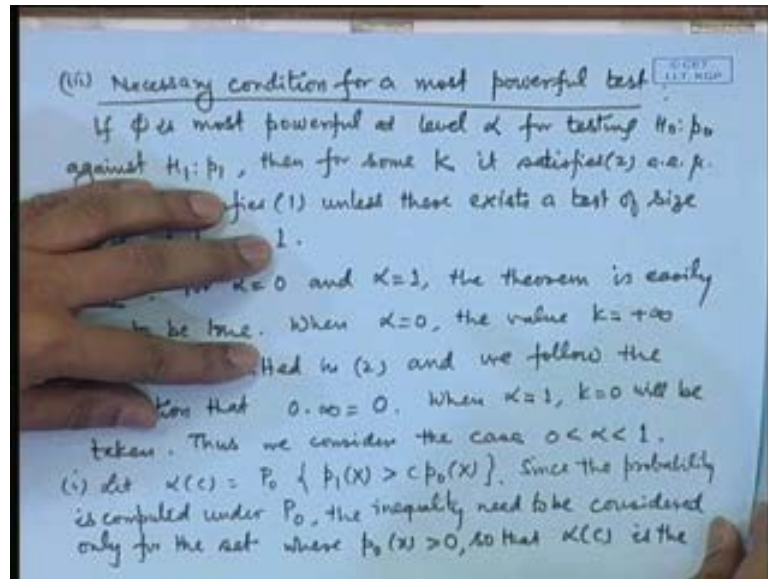 (iii) Necessary condition for a most powerful test.
© CET
I.I.T. KGP
If ϕ is most powerful at level α for testing H₀: p₀
against H₁: p₁, then for some k it satisfies (2) a.e. μ.
fies (1) unless there exists a test of size
1.
α = 0 and α = 1, the theorem is easily
to be true. When α=0, the value k = +∞
tted in (2) and we follow the
tion that 0.∞ = 0. When α=1, k=0 will be
taken. Thus we consider the case 0 < α < 1.
(i) Let α(c) = P₀ { p₁(X) > c p₀(X) }. Since the probability
is computed under P₀, the inequality need to be considered
only for the set where p₀(x) > 0, so that α(c) is the